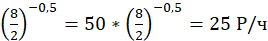 (8/2)^{-0,5} = 50 * (8/2)^{-0,5} = 25 Р/ч